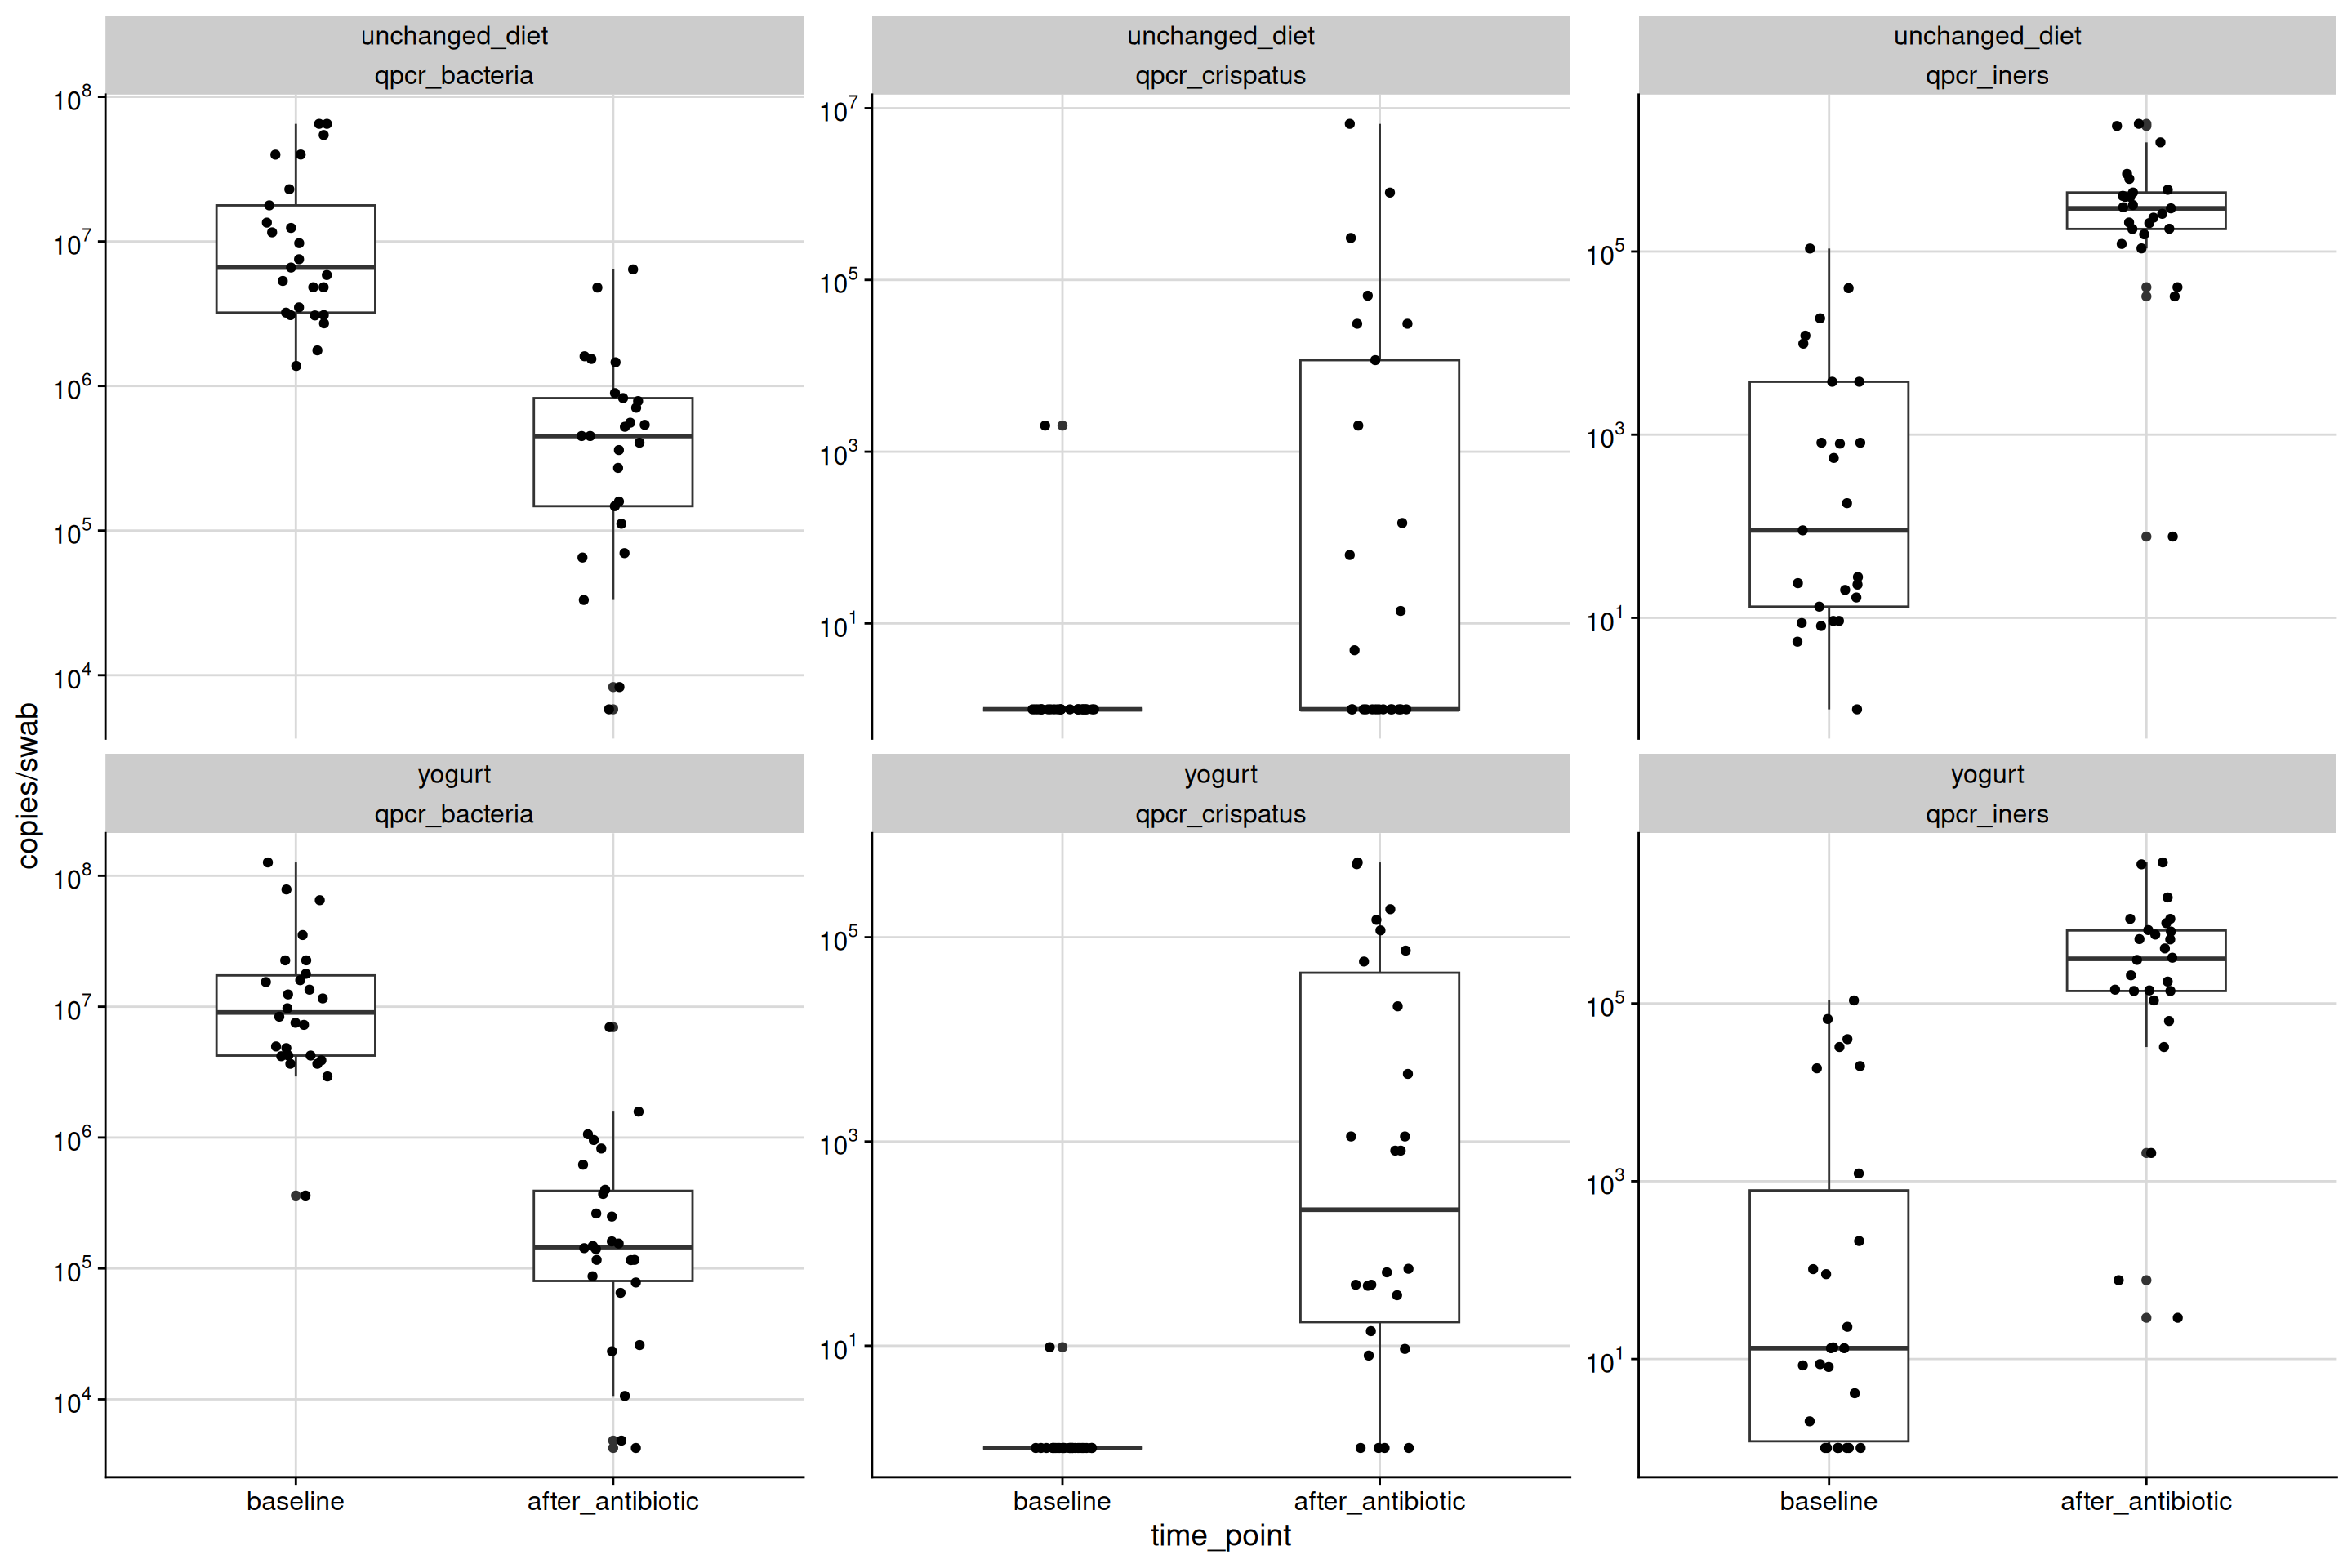 unchanged_diet
qpcr_bacteria
unchanged_diet
qpcr_crispatus
unchanged_diet
qpcr_iners
10^8
10^7
10^6
10^5
10^4
10^7
10^5
10^3
10^1
10^5
10^3
10^1
copies/swab
yogurt
qpcr_bacteria
yogurt
qpcr_crispatus
yogurt
qpcr_iners
10^8
10^7
10^6
10^5
10^4
10^5
10^3
10^1
10^5
10^3
10^1
baseline after_antibiotic
baseline after_antibiotic
baseline after_antibiotic
time_point